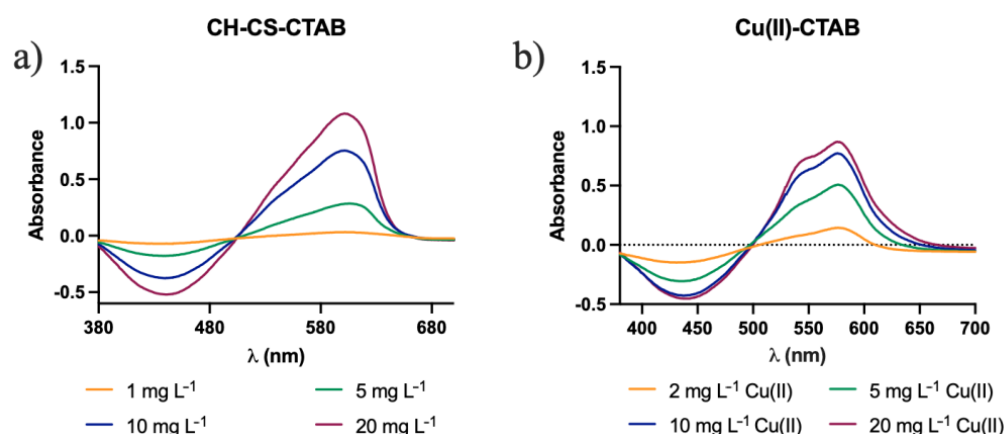 CH-CS-CTAB
a)
1.5
1.0
0.5
0.0
-0.5
Absorbance
380
480
580
680
λ (nm)
1 mg L⁻¹
5 mg L⁻¹
10 mg L⁻¹
20 mg L⁻¹
Cu(II)-CTAB
b)
1.5
1.0
0.5
0.0
-0.5
Absorbance
400
450
500
550
600
650
700
λ (nm)
2 mg L⁻¹ Cu(II)
5 mg L⁻¹ Cu(II)
10 mg L⁻¹ Cu(II)
20 mg L⁻¹ Cu(II)